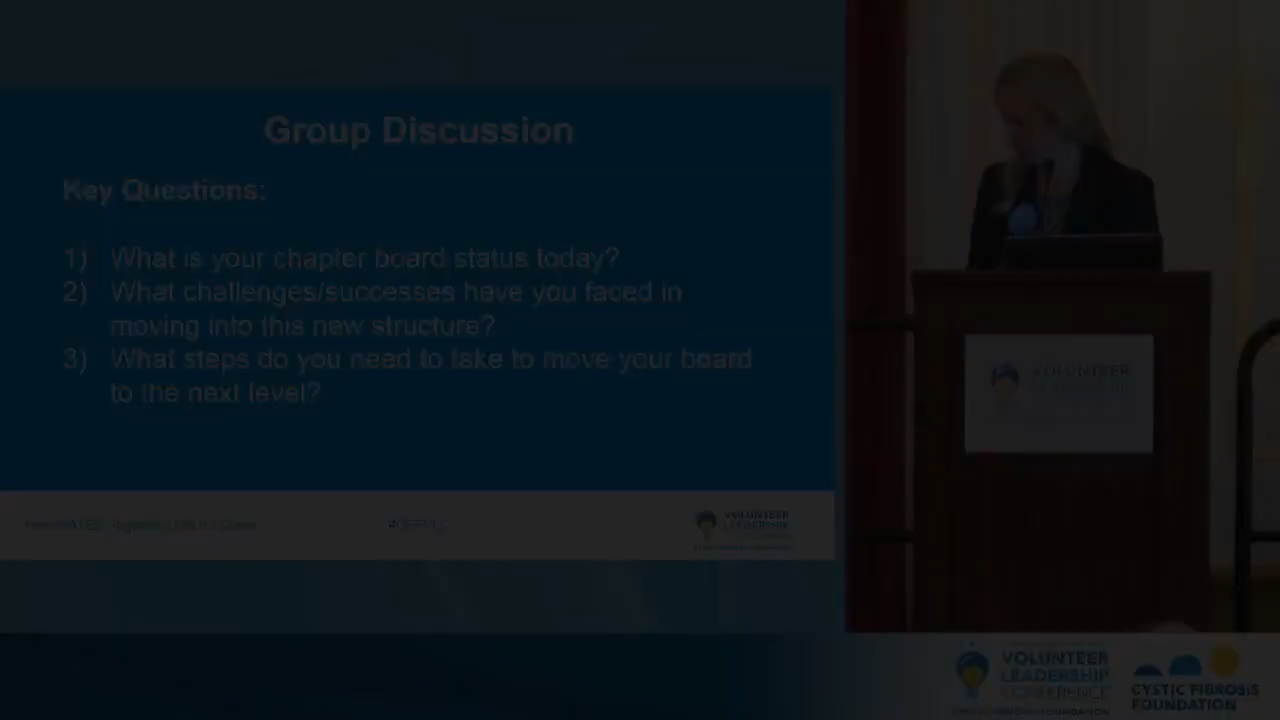 Group Discussion
Key Questions:
1) What is your chapter board status today?
2) What challenges/successes have you faced in
moving into this new structure?
3) What steps do you need to take to move your board
to the next level?
VOLUNTEER
LEADERSHIP
VOLUNTEER
VOLUNTEER
LEADERSHIP
CONFERENCE
CYSTIC FIBROSIS
FOUNDATION